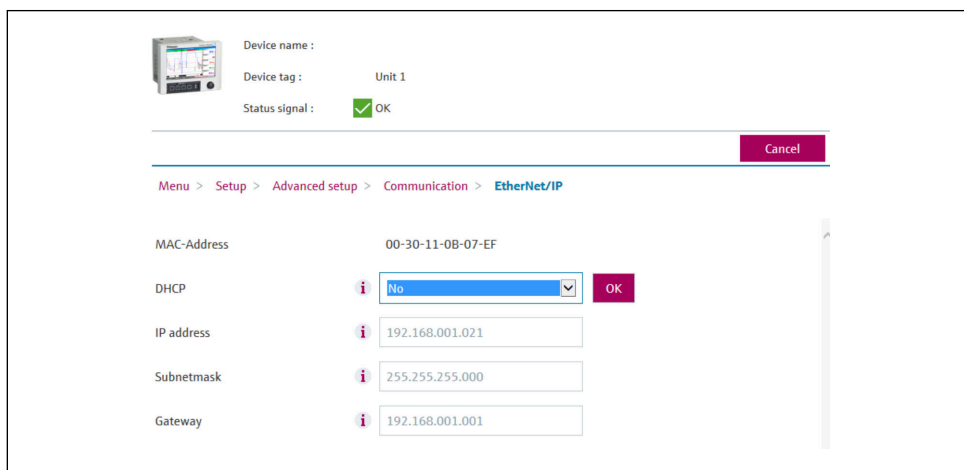 Device name :
Device tag : Unit 1
Status signal : OK
Cancel
Menu > Setup > Advanced setup > Communication > EtherNet/IP
MAC-Address 00-30-11-0B-07-EF
DHCP i No OK
IP address i 192.168.001.021
Subnetmask i 255.255.255.000
Gateway i 192.168.001.001